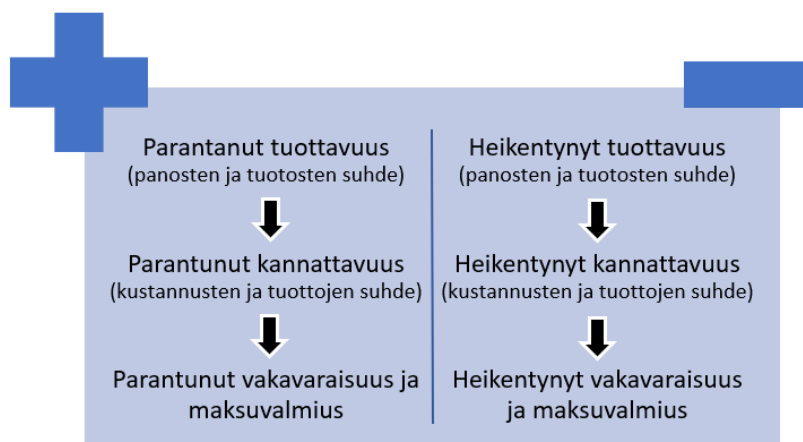 Parantanut tuottavuus
(panosten ja tuotosten suhde)
Parantunut kannattavuus
(kustannusten ja tuottojen suhde)
Parantunut vakavaraisuus ja
maksuvalmius
Heikentynyt tuottavuus
(panosten ja tuotosten suhde)
Heikentynyt kannattavuus
(kustannusten ja tuottojen suhde)
Heikentynyt vakavaraisuus
ja maksuvalmius